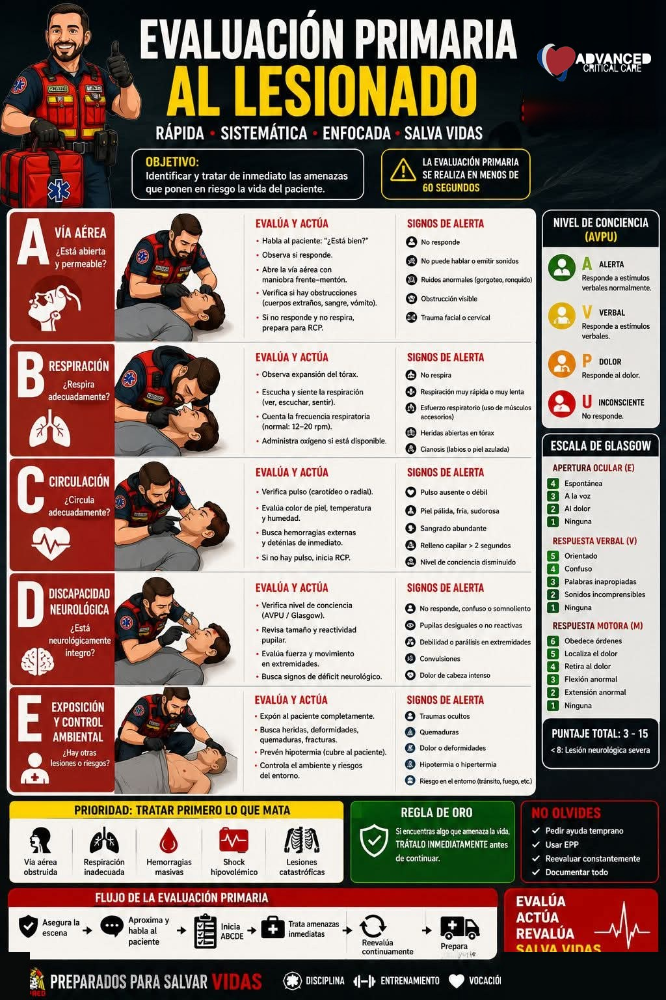 EVALUACIÓN PRIMARIA
AL LESIONADO
RÁPIDA • SISTEMÁTICA • ENFOCADA • SALVA VIDAS
ADVANCED
CRITICAL CARE
OBJETIVO:
Identificar y tratar de inmediato las amenazas
que ponen en riesgo la vida del paciente.
LA EVALUACIÓN PRIMARIA
SE REALIZA EN MENOS DE
60 SEGUNDOS
A VÍA AÉREA
¿Está abierta
y permeable?
EVALÚA Y ACTÚA
• Habla al paciente: “¿Está bien?”
• Observa si responde.
• Abre la vía aérea con
maniobra frente–mentón.
• Verifica si hay obstrucciones
(cuerpos extraños, sangre, vómito).
• Si no responde y no respira,
prepara para RCP.
SIGNOS DE ALERTA
No responde
No puede hablar o emitir sonidos
Ruidos anormales (gorgoteo, ronquido)
Obstrucción visible
Trauma facial o cervical
B RESPIRACIÓN
¿Respira
adecuadamente?
EVALÚA Y ACTÚA
• Observa expansión del tórax.
• Escucha y siente la respiración
(ver, escuchar, sentir).
• Cuenta la frecuencia respiratoria
(normal: 12–20 rpm).
• Administra oxígeno si está disponible.
SIGNOS DE ALERTA
No respira
Respiración muy rápida o muy lenta
Esfuerzo respiratorio (uso de músculos
accesorios)
Heridas abiertas en tórax
Cianosis (labios o piel azulada)
C CIRCULACIÓN
¿Circula
adecuadamente?
EVALÚA Y ACTÚA
• Verifica pulso (carotídeo o radial).
• Evalúa color de piel, temperatura
y humedad.
• Busca hemorragias externas
y deténlas de inmediato.
• Si no hay pulso, inicia RCP.
SIGNOS DE ALERTA
Pulso ausente o débil
Piel pálida, fría, sudorosa
Sangrado abundante
Relleno capilar > 2 segundos
Nivel de conciencia disminuido
D DISCAPACIDAD
NEUROLÓGICA
¿Está
neurológicamente
integro?
EVALÚA Y ACTÚA
• Verifica nivel de conciencia
(AVPU / Glasgow).
• Revisa tamaño y reactividad
pupilar.
• Evalúa fuerza y movimiento
en extremidades.
• Busca signos de déficit neurológico.
SIGNOS DE ALERTA
No responde, confuso o somnoliento
Pupilas desiguales o no reactivas
Debilidad o parálisis en extremidades
Convulsiones
Dolor de cabeza intenso
E EXPOSICIÓN
Y CONTROL
AMBIENTAL
¿Hay otras
lesiones o riesgos?
EVALÚA Y ACTÚA
• Expón al paciente completamente.
• Busca heridas, deformidades,
quemaduras, fracturas.
• Prevén hipotermia (cubre al paciente).
• Controla el ambiente y riesgos
del entorno.
SIGNOS DE ALERTA
Traumas ocultos
Quemaduras
Dolor o deformidades
Hipotermia o hipertermia
Riesgo en el entorno (tránsito, fuego, etc.)
NIVEL DE CONCIENCIA
(AVPU)
A ALERTA
Responde a estímulos
verbales normalmente.
V VERBAL
Responde a estímulos
verbales.
P DOLOR
Responde al dolor.
U INCONSCIENTE
No responde.
ESCALA DE GLASGOW
APERTURA OCULAR (E)
4 Espontánea
3 A la voz
2 Al dolor
1 Ninguna
RESPUESTA VERBAL (V)
5 Orientado
4 Confuso
3 Palabras inapropiadas
2 Sonidos incomprensibles
1 Ninguna
RESPUESTA MOTORA (M)
6 Obedece órdenes
5 Localiza el dolor
4 Retira al dolor
3 Flexión anormal
2 Extensión anormal
1 Ninguna
PUNTAJE TOTAL: 3 - 15
< 8: Lesión neurológica severa
PRIORIDAD: TRATAR PRIMERO LO QUE MATA
Vía aérea
obstruida
Respiración
inadecuada
Hemorragias
masivas
Shock
hipovolémico
Lesiones
catastróficas
REGLA DE ORO
Si encuentras algo que amenaza la vida,
TRÁTALO INMEDIATAMENTE antes
de continuar.
NO OLVIDES
✓ Pedir ayuda temprano
✓ Usar EPP
✓ Reevaluar constantemente
✓ Documentar todo
FLUJO DE LA EVALUACIÓN PRIMARIA
Asegura la
escena
Aproxima y
habla al
paciente
Inicia
ABCDE
Trata amenazas
inmediatas
Reevalúa
continuamente
Prepara
EVALÚA
ACTÚA
REVALÚA
SALVA VIDAS
PREPARADOS PARA SALVAR VIDAS
DISCIPLINA
ENTRENAMIENTO